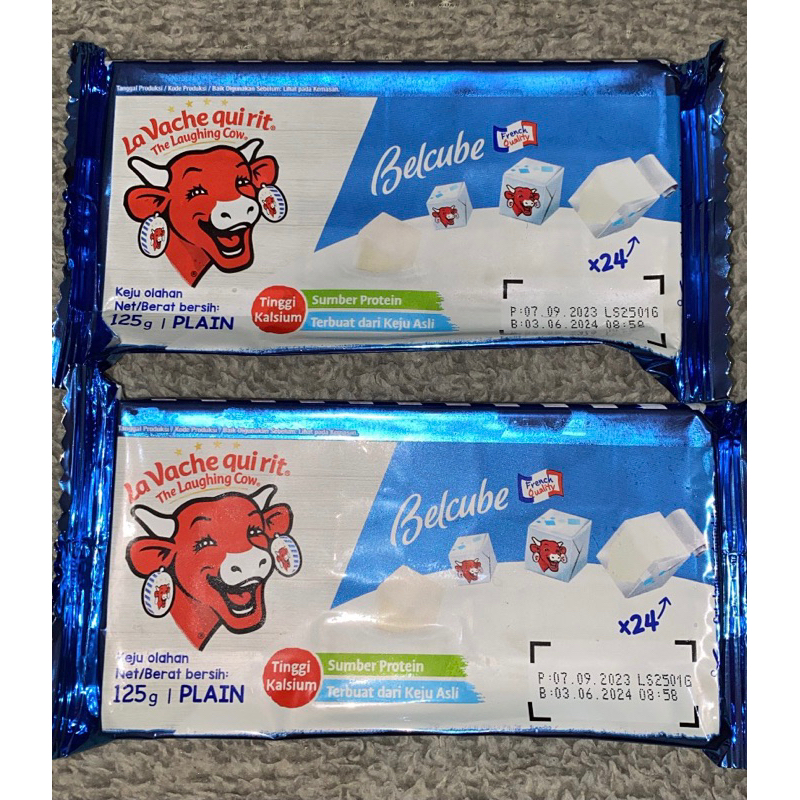 Tanggal Produksi / Kode Produksi / Baik Digunakan Sebelum: Lihat pada Kemasan.
La Vache qui rit®
The Laughing Cow®
Belcube
French Quality
x24
Keju olahan
Net/Berat bersih:
125g | PLAIN
Tinggi Kalsium
Sumber Protein
Terbuat dari Keju Asli
P:07.09.2023 LS2501G
B:03.06.2024 08:58
Tanggal Produksi / Kode Produksi / Baik Digunakan Sebelum: Lihat pada Kemasan.
La Vache qui rit®
The Laughing Cow®
Belcube
French Quality
x24
Keju olahan
Net/Berat bersih:
125g | PLAIN
Tinggi Kalsium
Sumber Protein
Terbuat dari Keju Asli
P:07.09.2023 LS2501G
B:03.06.2024 08:58